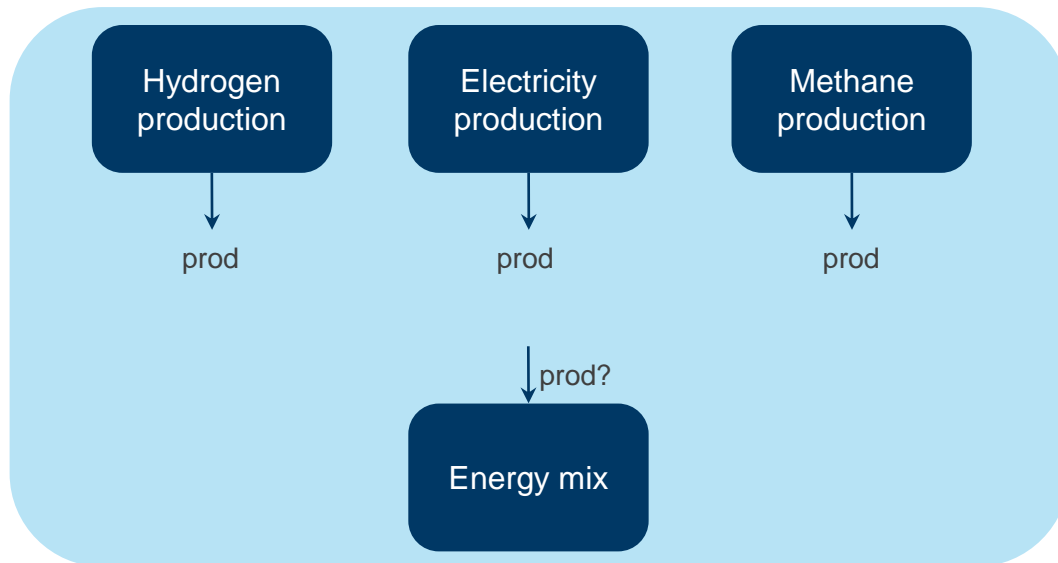 Hydrogen
production
Electricity
production
Methane
production
prod
prod
prod
prod?
Energy mix